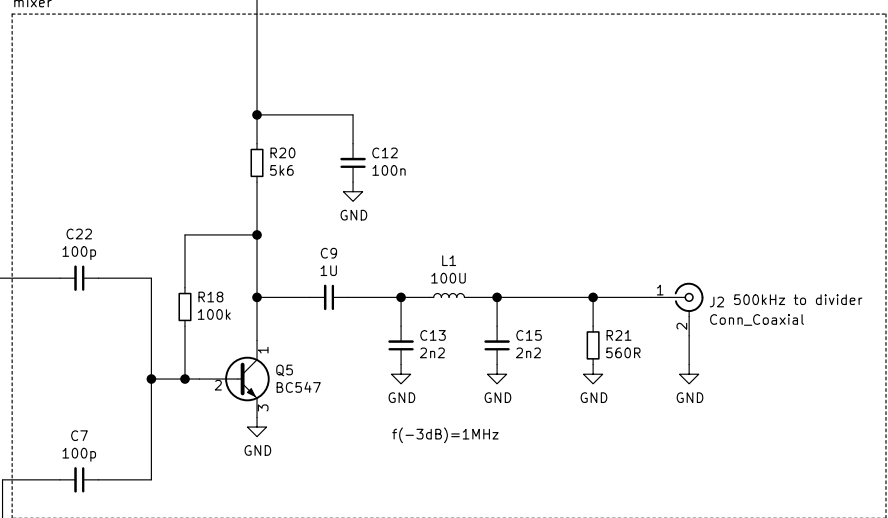 mixer
R20
5k6
C12
100n
GND
C22
100p
C9
1U
L1
100U
R18
100k
1
J2 500kHz to divider
Conn_Coaxial
2
C13
2n2
C15
2n2
R21
560R
1
Q5
BC547
2
3
GND
GND
GND
GND
GND
f(-3dB)=1MHz
C7
100p